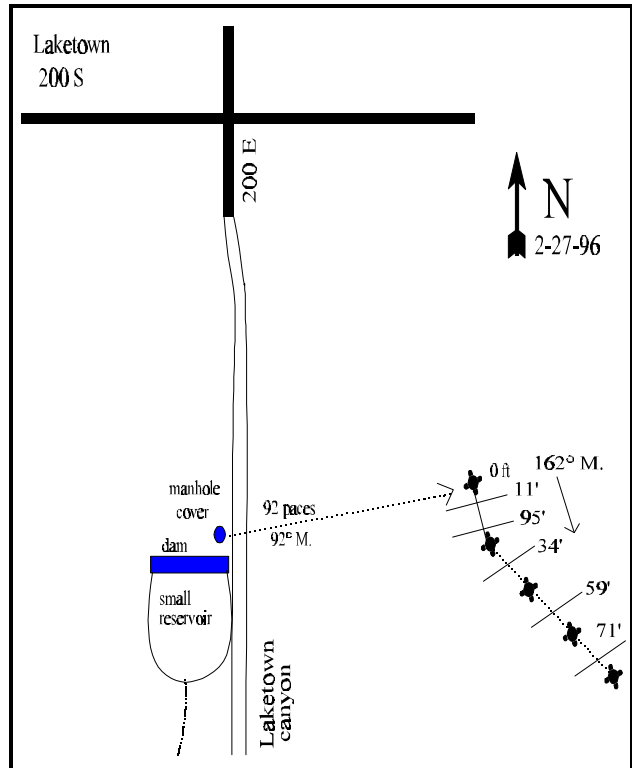 Laketown
200 S
200 E
N
2-27-96
0 ft
162° M.
11'
manhole
cover
92 paces
95'
92° M.
34'
dam
59'
small
reservoir
71'
Laketown
canyon